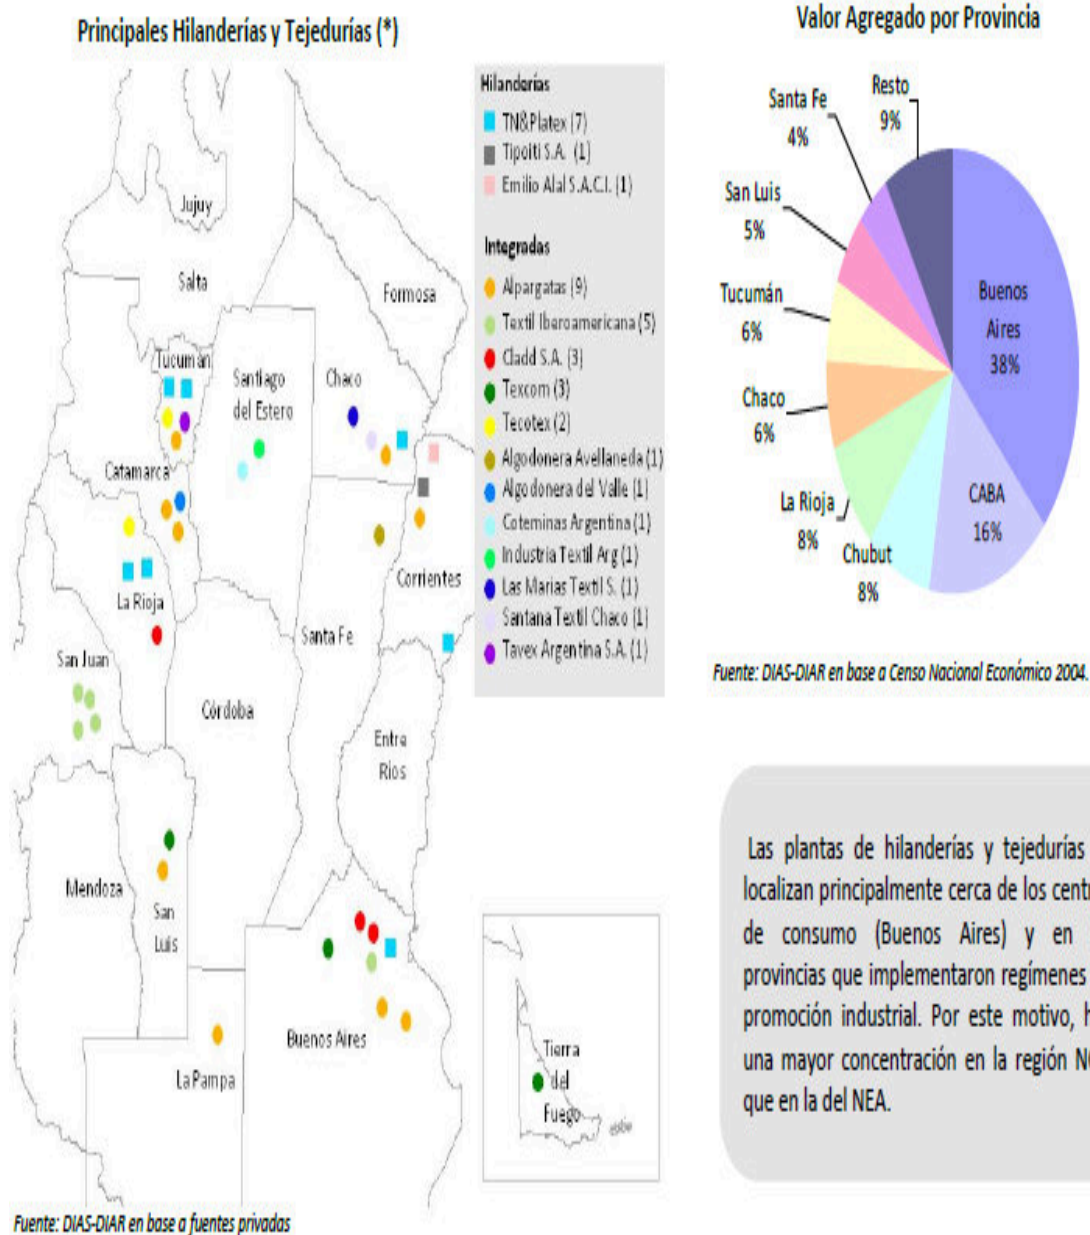 Principales Hilanderías y Tejedurías (*)
Jujuy
Salta
Formosa
Tucumán
Santiago
del Estero
Chaco
Catamarca
Corrientes
La Rioja
Santa Fe
San Juan
Córdoba
Entre
Rios
Mendoza
San
Luis
Buenos Aires
La Pampa
Tierra
del
Fuego
Hilanderías
TN&Platex (7)
Tipoiti S.A. (1)
Emilio Alal S.A.C.I. (1)
Integradas
Alpargatas (9)
Textil Iberoamericana (5)
Cladd S.A. (3)
Texcom (3)
Tecotex (2)
Algodonera Avellaneda (1)
Algodonera del Valle (1)
Coteminas Argentina (1)
Industria Textil Arg (1)
Las Marias Textil S. (1)
Santana Textil Chaco (1)
Tavex Argentina S.A. (1)
Fuente: DIAS-DIAR en base a fuentes privadas
Valor Agregado por Provincia
Resto
9%
Santa Fe
4%
San Luis
5%
Tucumán
6%
Chaco
6%
La Rioja
8%
Chubut
8%
CABA
16%
Buenos
Aires
38%
Fuente: DIAS-DIAR en base a Censo Nacional Económico 2004.
Las plantas de hilanderías y tejedurías
localizan principalmente cerca de los centr
de consumo (Buenos Aires) y en
provincias que implementaron regímenes
promoción industrial. Por este motivo, h
una mayor concentración en la región NO
que en la del NEA.